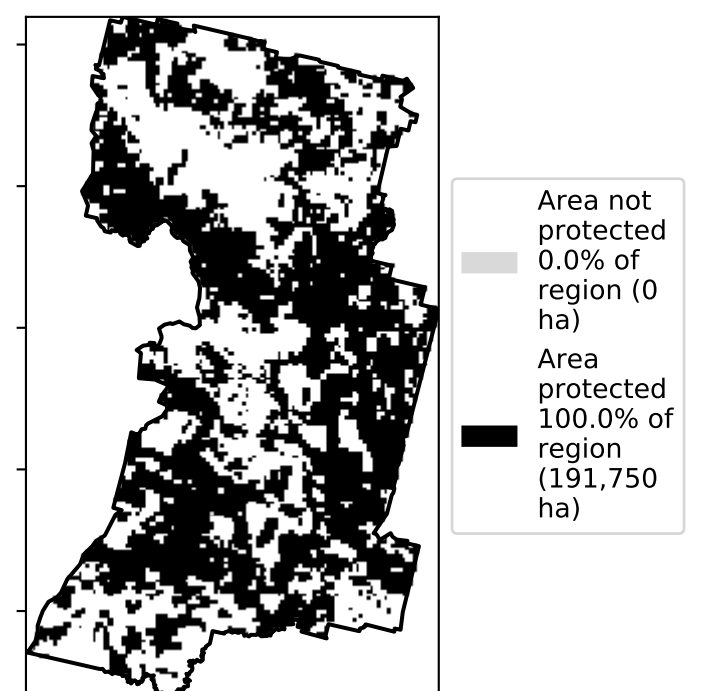 Area not
protected
0.0% of
region (0
ha)
Area
protected
100.0% of
region
(191,750
ha)